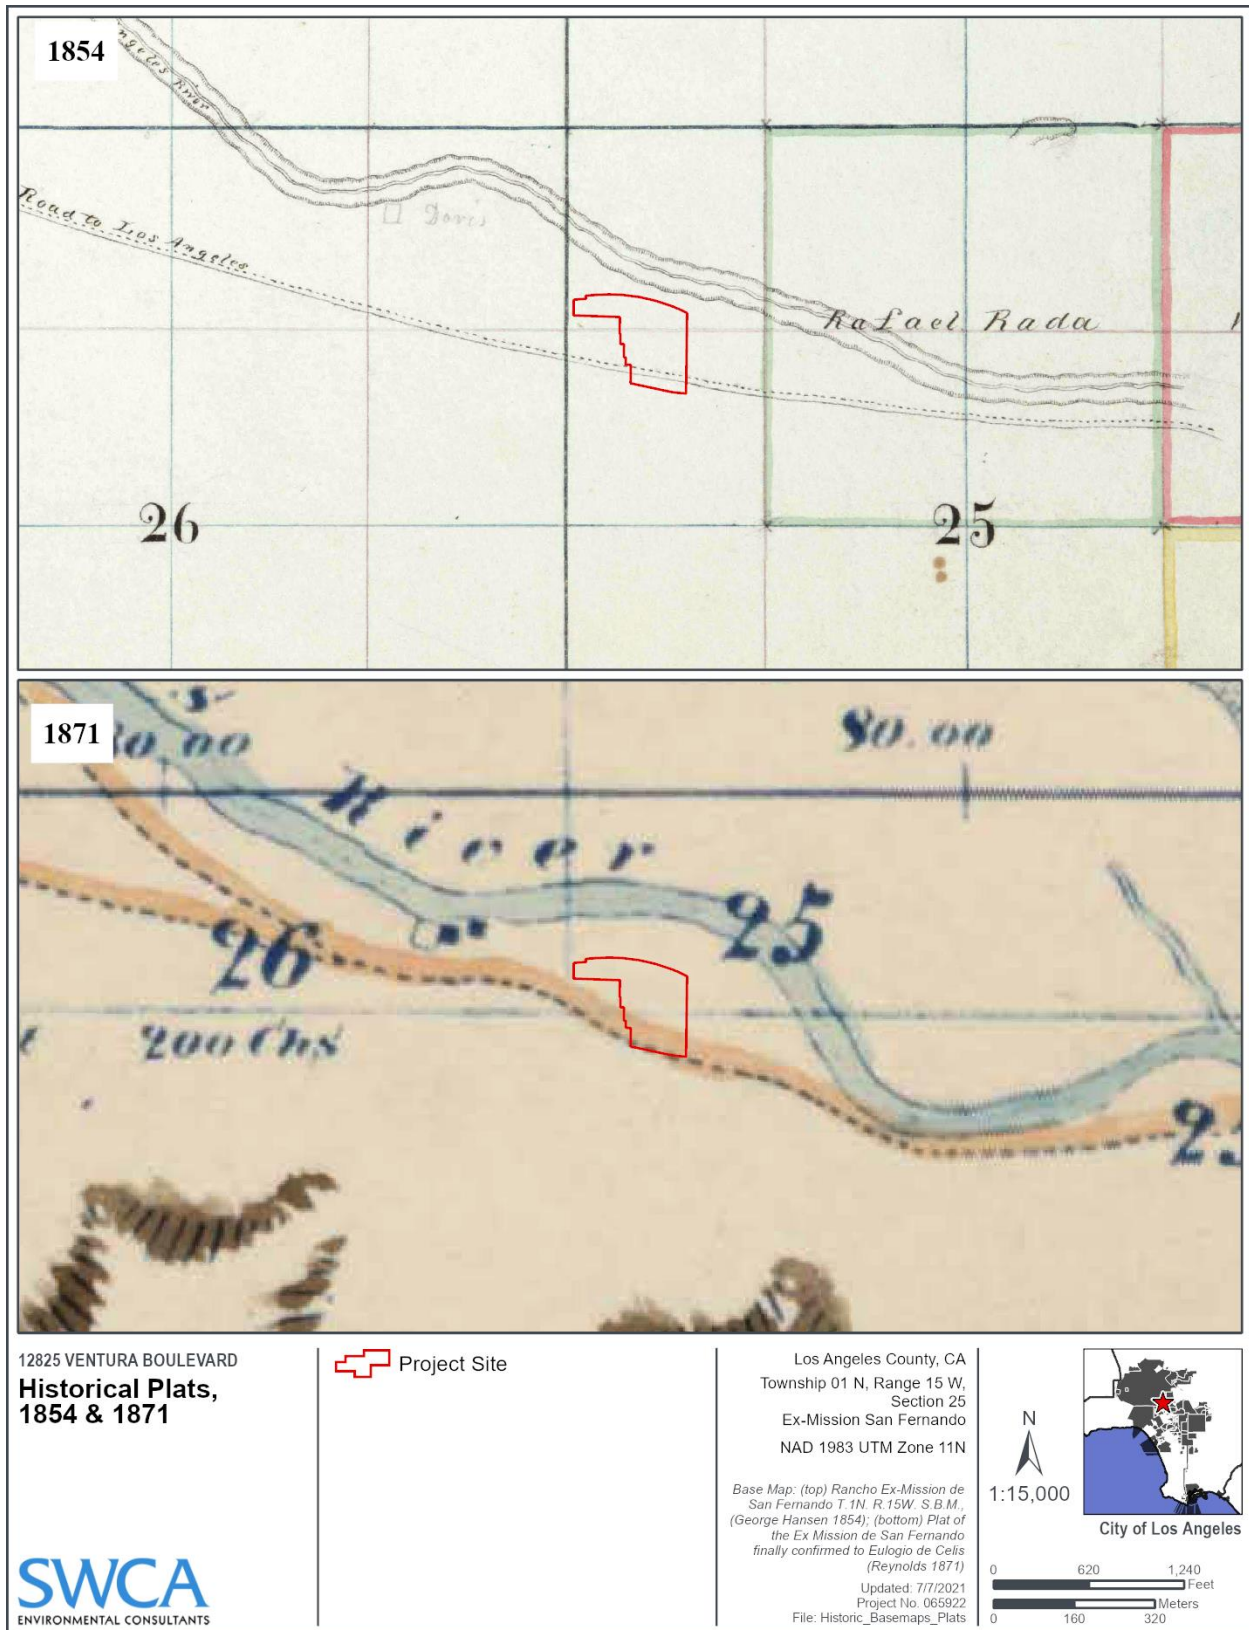 1854
ngeles River
Road to Los Angeles
Doves
Rafael Rada
26
25
1871
80.00
80.00
River
25
26
200 Chs
12825 VENTURA BOULEVARD
Historical Plats,
1854 & 1871
SWCA
ENVIRONMENTAL CONSULTANTS
Project Site
Los Angeles County, CA
Township 01 N, Range 15 W,
Section 25
Ex-Mission San Fernando
NAD 1983 UTM Zone 11N
Base Map: (top) Rancho Ex-Mission de
San Fernando T.1N. R.15W. S.B.M.,
(George Hansen 1854); (bottom) Plat of
the Ex Mission de San Fernando
finally confirmed to Eulogio de Celis
(Reynolds 1871)
Updated: 7/7/2021
Project No. 065922
File: Historic_Basemaps_Plats
N
1:15,000
City of Los Angeles
0 620 1,240
Feet
Meters
0 160 320